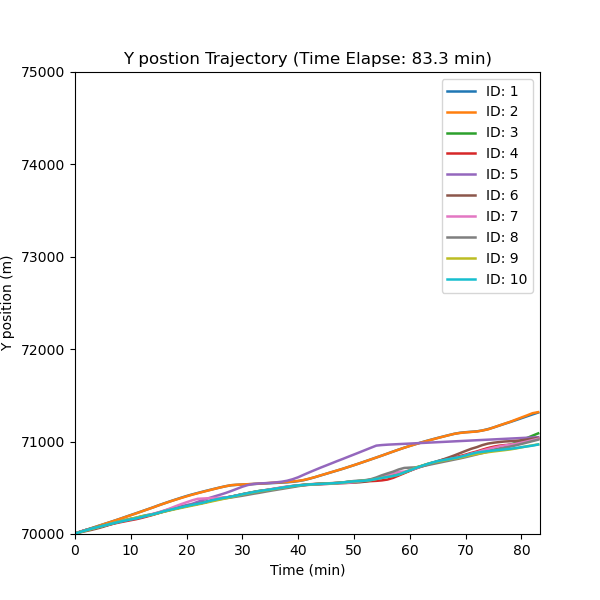 Y postion Trajectory (Time Elapse: 83.3 min)
75000
74000
73000
72000
71000
70000
Y position (m)
ID: 1
ID: 2
ID: 3
ID: 4
ID: 5
ID: 6
ID: 7
ID: 8
ID: 9
ID: 10
0 10 20 30 40 50 60 70 80
Time (min)